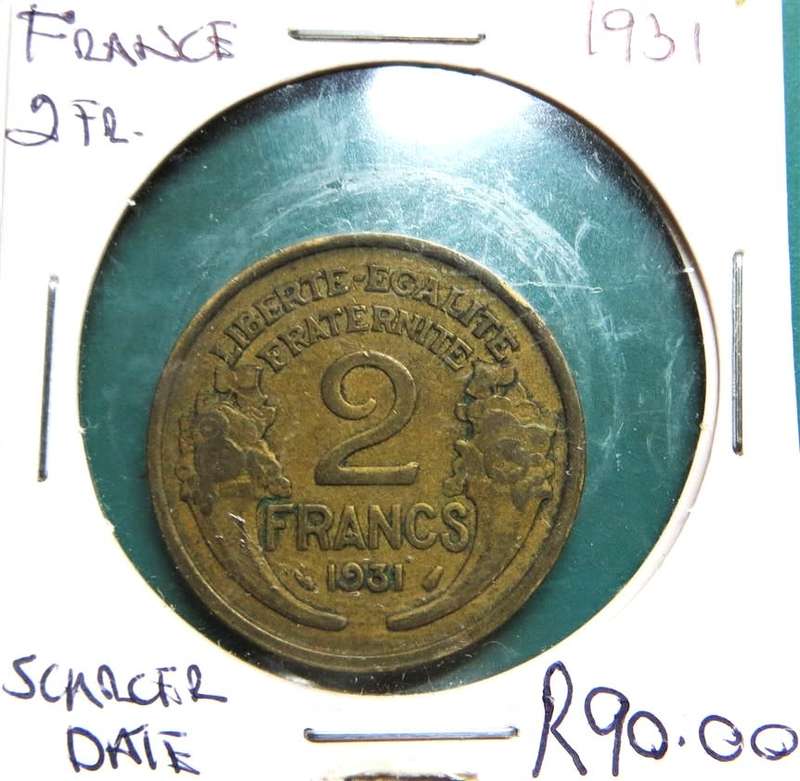 FRANCE
1931
2 FR.
LIBERTE-EGALITE
FRATERNITE
2
FRANCS
1931
SCARCER
DATE
R90.00